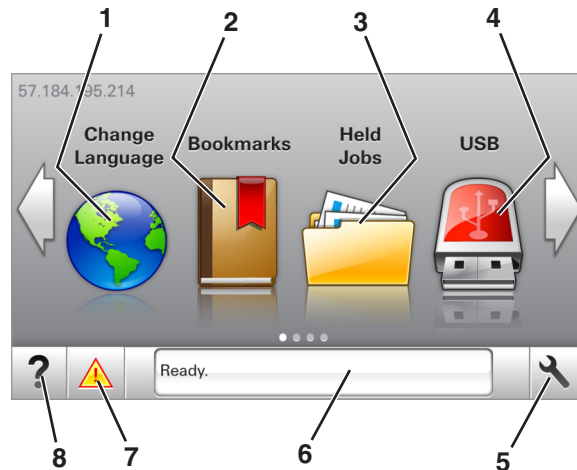 1
2
3
4
57.184.195.214
Change
Language
Bookmarks
Held
Jobs
USB
?
Ready.
8
7
6
5